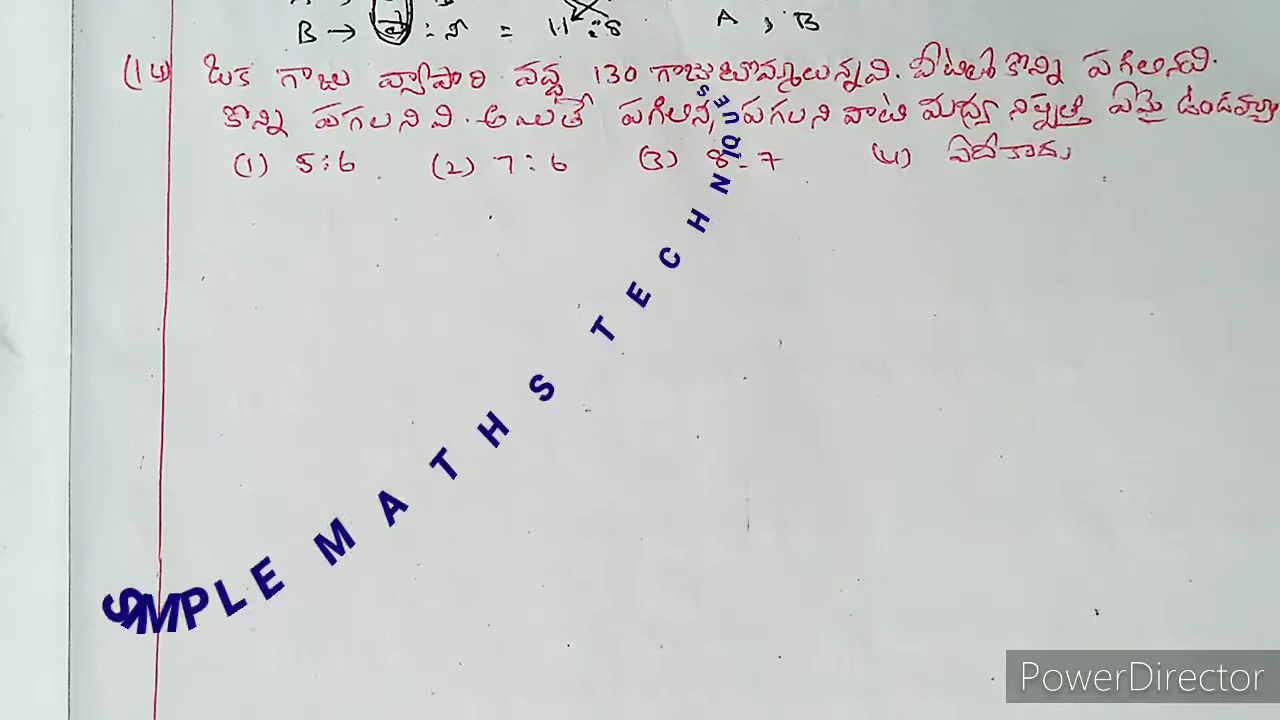 B → : = 11 : 8 A , B
(14) ఒక గాజు వ్యాపారి వద్ద 130 గాజు బొమ్మలున్నవి. వీటిలో కొన్ని పగిలినవి.
కొన్ని పగలనివి. అయితే పగిలిన, పగలని వాటి మధ్య నిష్పత్తి ఏమై ఉండవచ్చు
(1) 5:6 (2) 7:6 (3) 8:7 (4) ఏదీకాదు
SIMPLE MATHS TECHNIQUES
PowerDirector